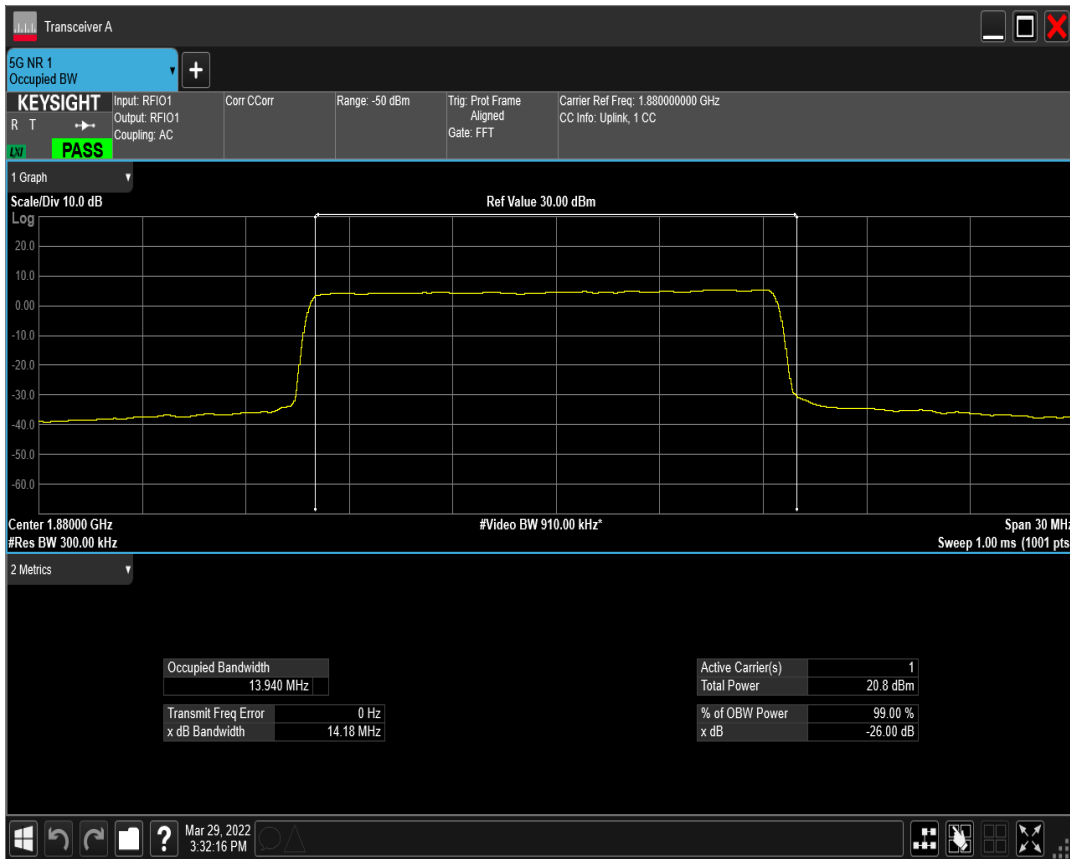 Transceiver A
5G NR 1
Occupied BW
KEYSIGHT
R T
LXI
PASS
Input: RFIO1
Output: RFIO1
Coupling: AC
Corr CCorr
Range: -50 dBm
Trig: Prot Frame
Aligned
Gate: FFT
Carrier Ref Freq: 1.880000000 GHz
CC Info: Uplink, 1 CC
1 Graph
Scale/Div 10.0 dB
Ref Value 30.00 dBm
Log
20.0
10.0
0.00
-10.0
-20.0
-30.0
-40.0
-50.0
-60.0
Center 1.88000 GHz
#Video BW 910.00 kHz*
Span 30 MHz
#Res BW 300.00 kHz
Sweep 1.00 ms (1001 pts
2 Metrics
Occupied Bandwidth
13.940 MHz
Active Carrier(s) 1
Total Power 20.8 dBm
Transmit Freq Error 0 Hz
x dB Bandwidth 14.18 MHz
% of OBW Power 99.00 %
x dB -26.00 dB
?
Mar 29, 2022
3:32:16 PM